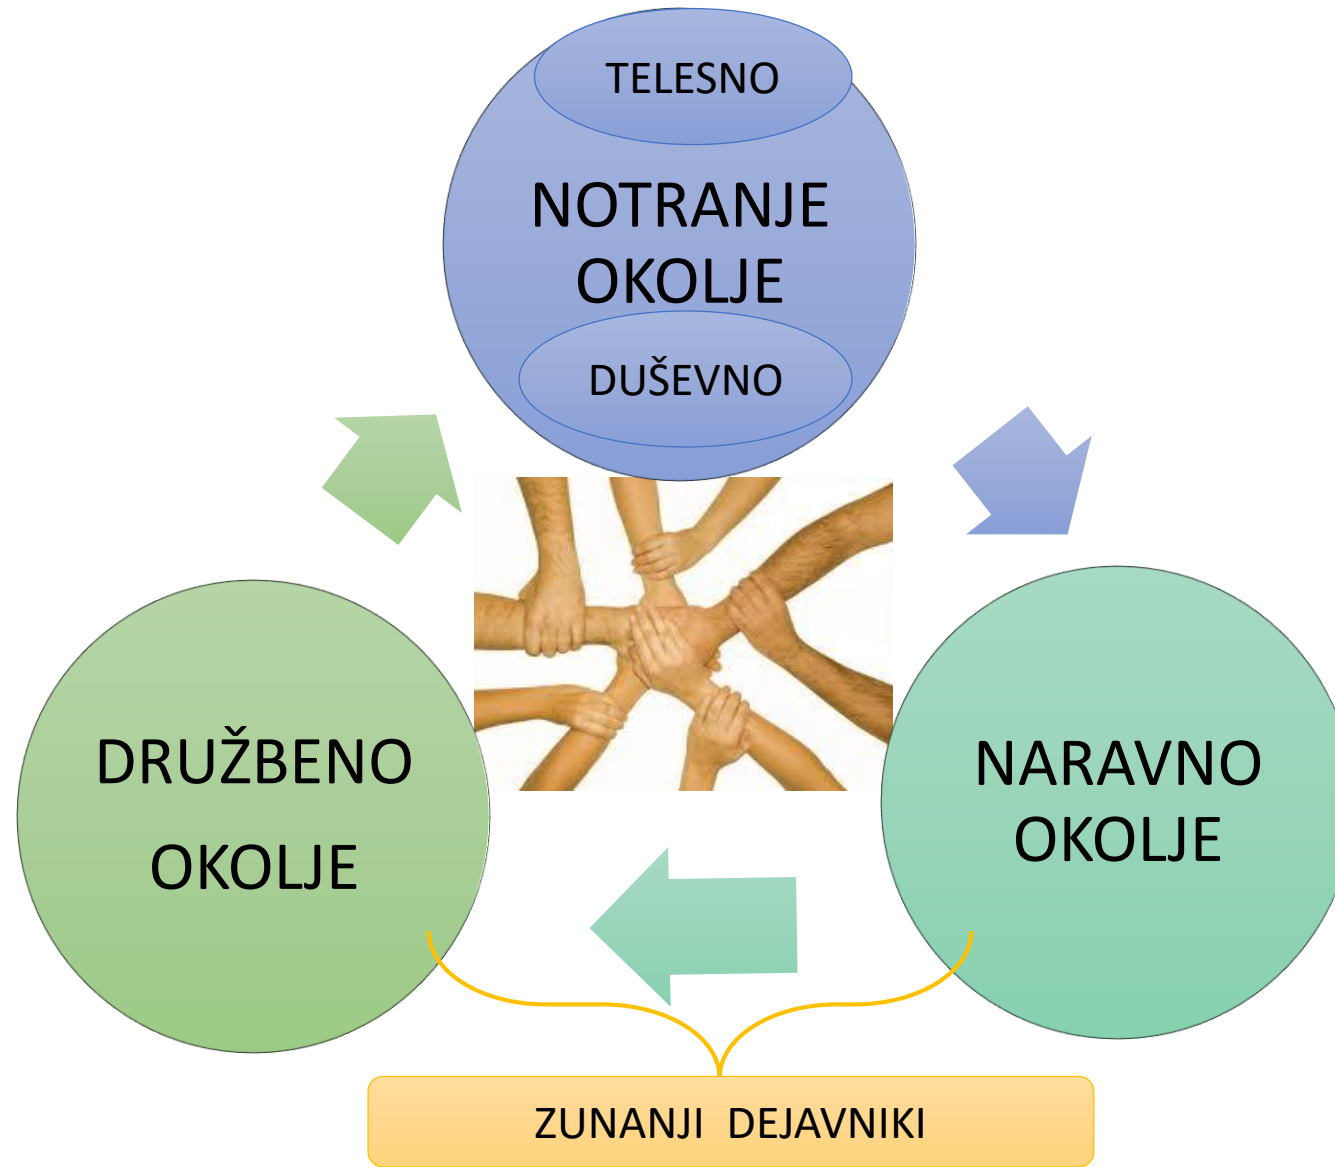 TELESNO
NOTRANJE
OKOLJE
DUŠEVNO
DRUŽBENO
OKOLJE
NARAVNO
OKOLJE
ZUNANJI  DEJAVNIKI